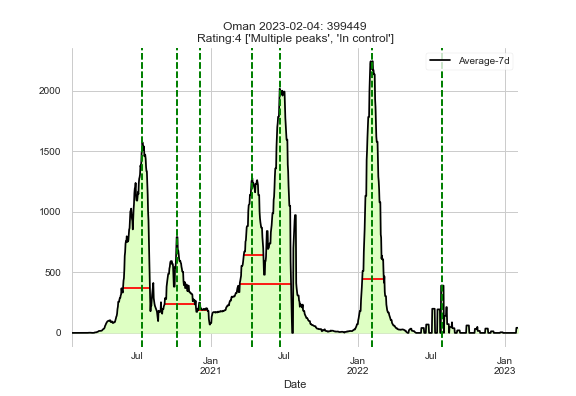 Oman 2023-02-04: 399449
Rating:4 ['Multiple peaks', 'In control']
Average-7d
2000
1500
1000
500
0
Jul
Jan
2021
Jul
Jan
2022
Jul
Jan
2023
Date